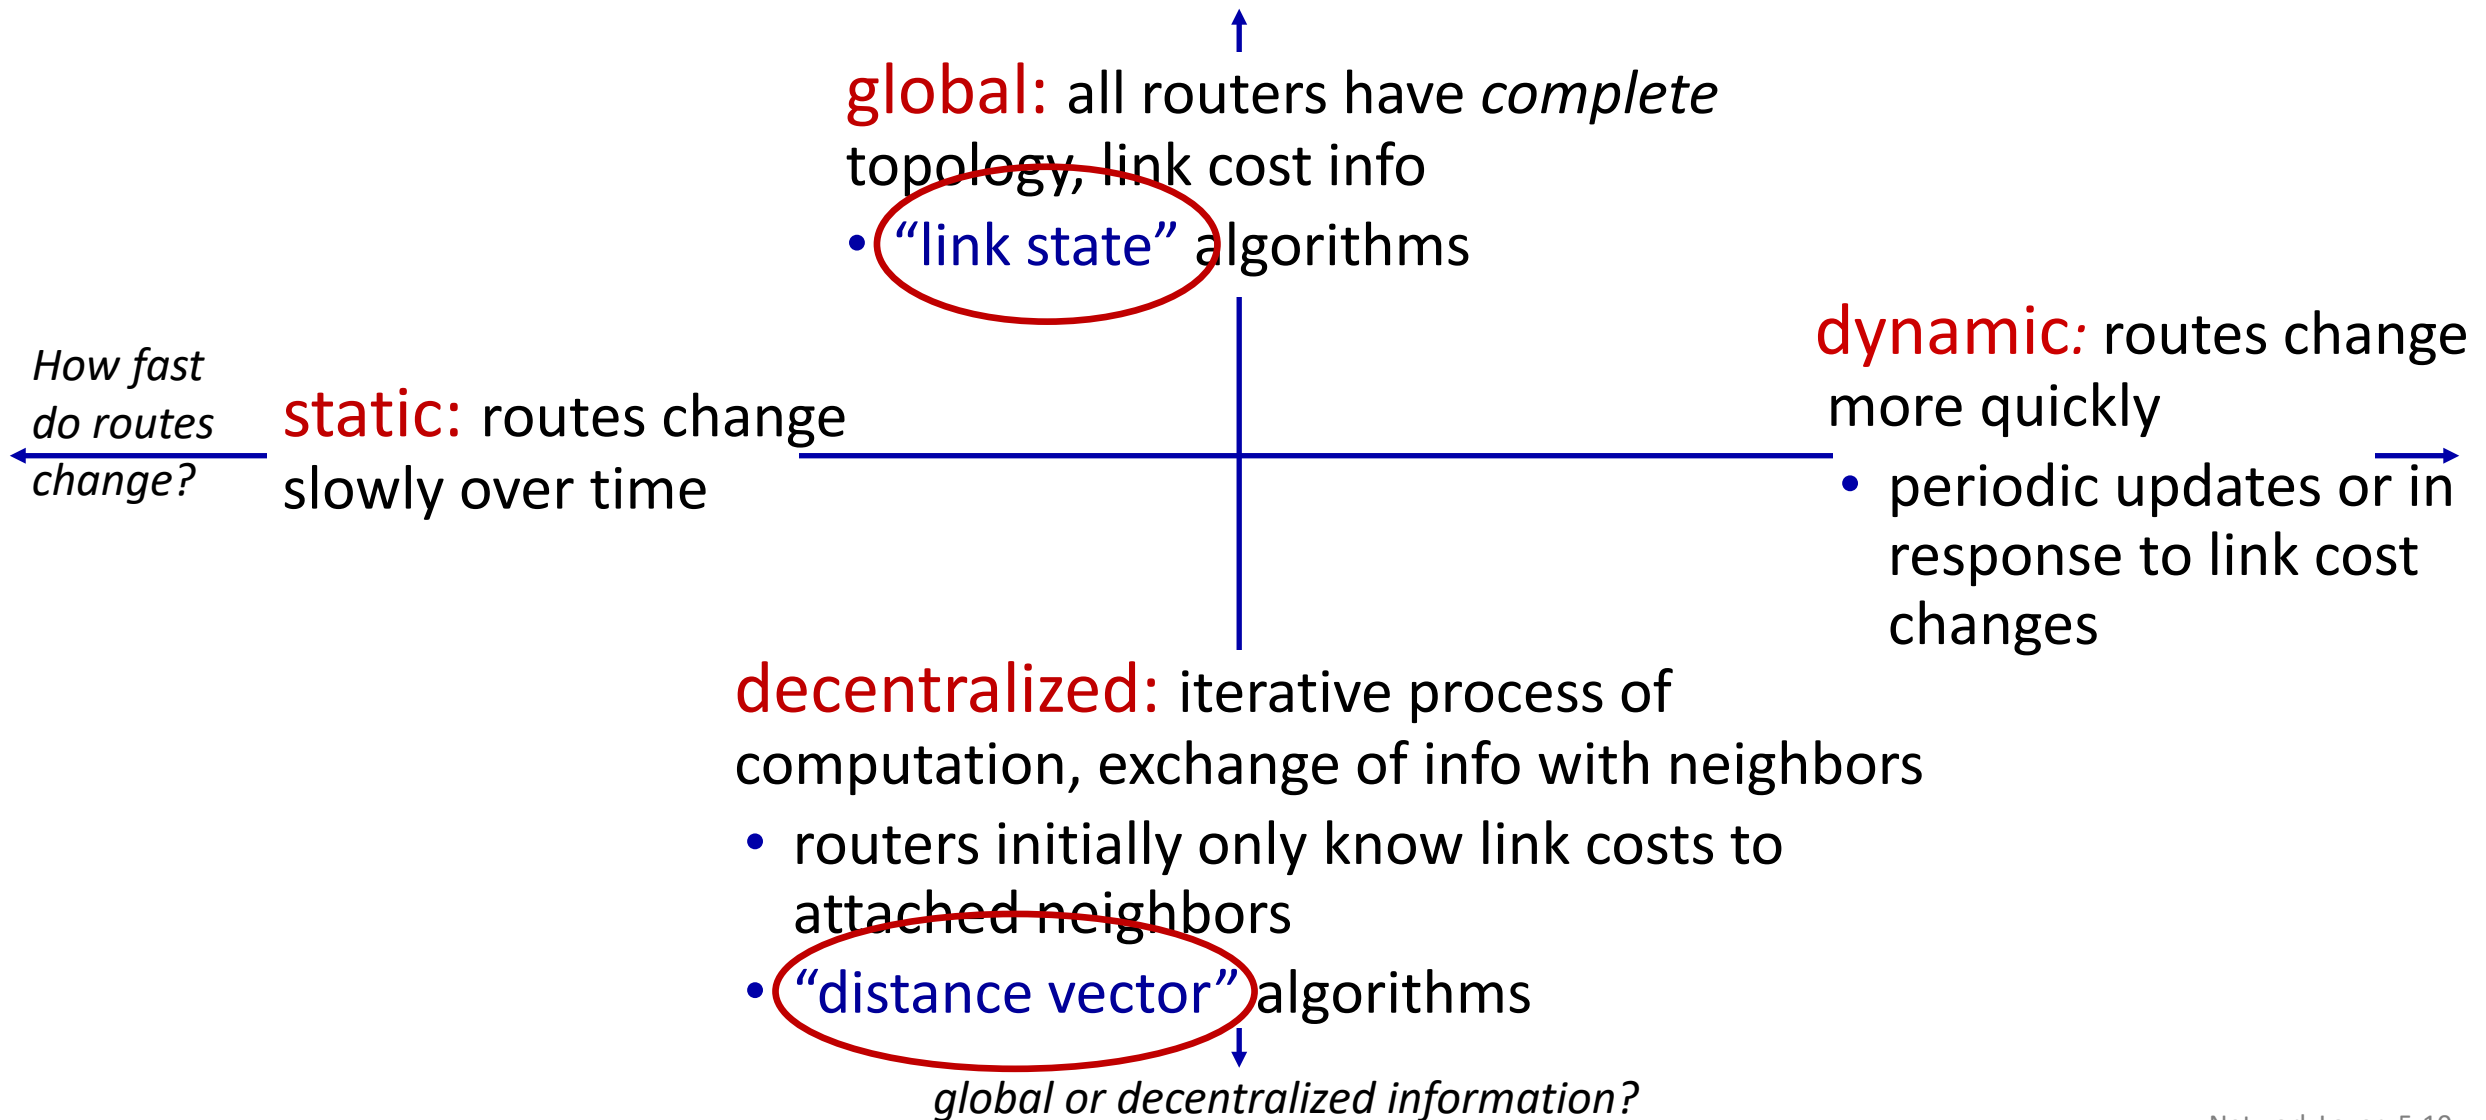 global: all routers have complete
topology, link cost info
• “link state” algorithms
How fast
do routes
change?
static: routes change
slowly over time
dynamic: routes change
more quickly
• periodic updates or in
response to link cost
changes
decentralized: iterative process of
computation, exchange of info with neighbors
• routers initially only know link costs to
attached neighbors
• “distance vector” algorithms
global or decentralized information?